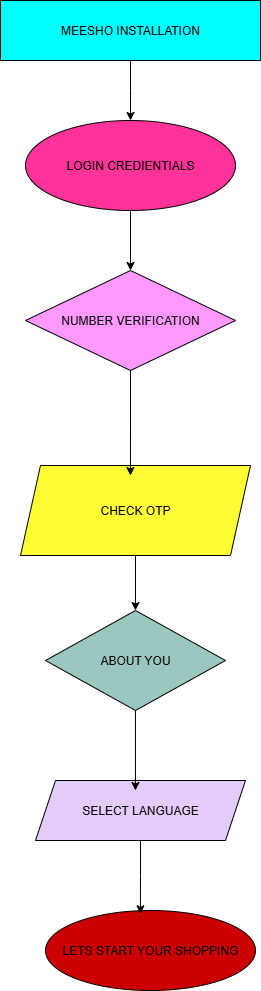 MEESHO INSTALLATION
LOGIN CREDIENTIALS
NUMBER VERIFICATION
CHECK OTP
ABOUT YOU
SELECT LANGUAGE
LETS START YOUR SHOPPING